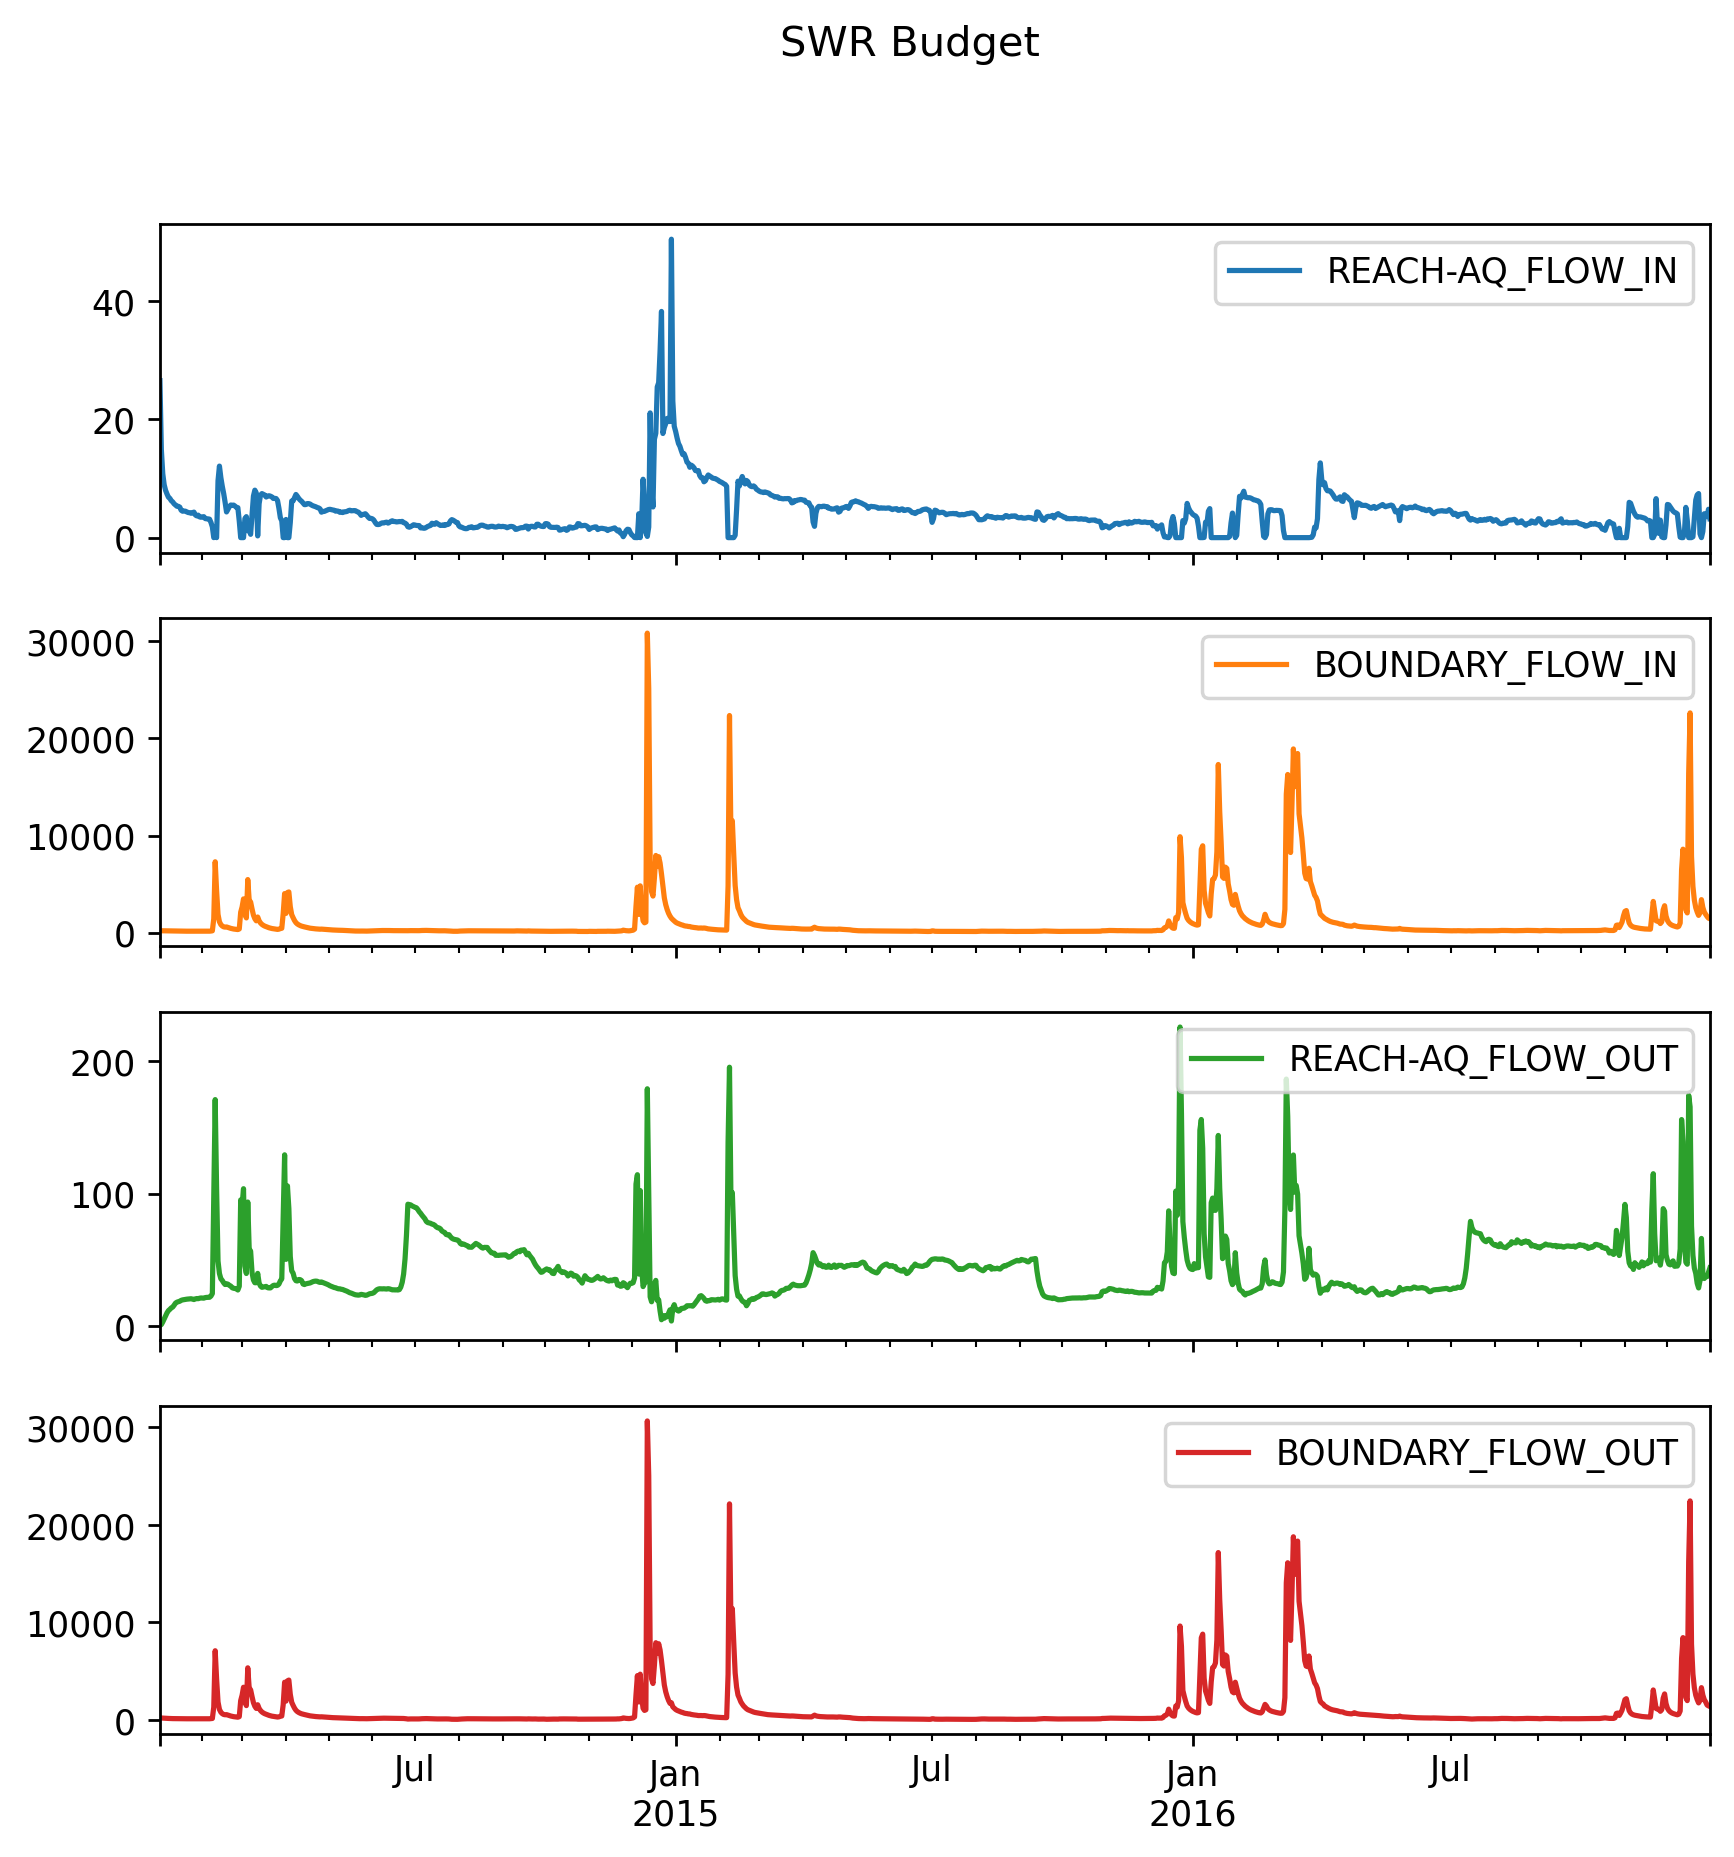 SWR Budget
REACH-AQ_FLOW_IN
40
20
0
BOUNDARY_FLOW_IN
30000
20000
10000
0
REACH-AQ_FLOW_OUT
200
100
0
BOUNDARY_FLOW_OUT
30000
20000
10000
0
Jul
Jan
2015
Jul
Jan
2016
Jul